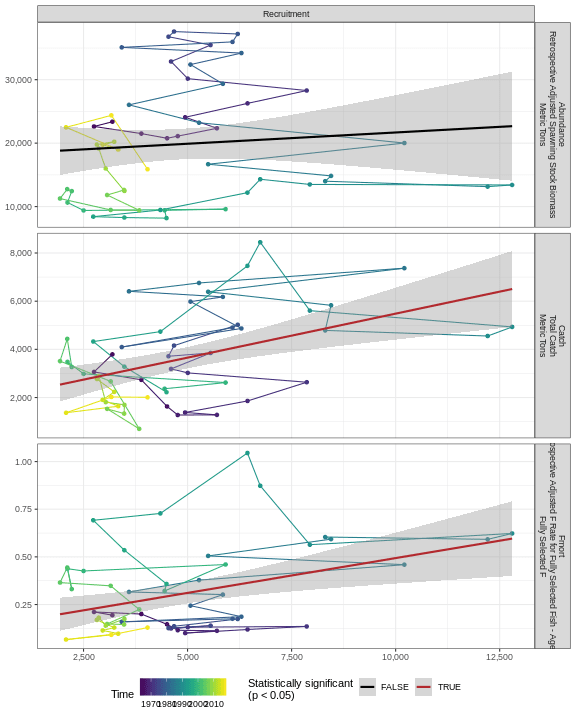 Recruitment
30,000
20,000
10,000
Abundance
Retrospective Adjusted Spawning Stock Biomass
Metric Tons
8,000
6,000
4,000
2,000
Catch
Total Catch
Metric Tons
1.00
0.75
0.50
0.25
Fmort
Adjusted F Rate for Fully Selected Fish - Age
Fully Selected F
2,500
5,000
7,500
10,000
12,500
Time
1970 1980 1990 2000 2010
Statistically significant
(p < 0.05)
FALSE
TRUE